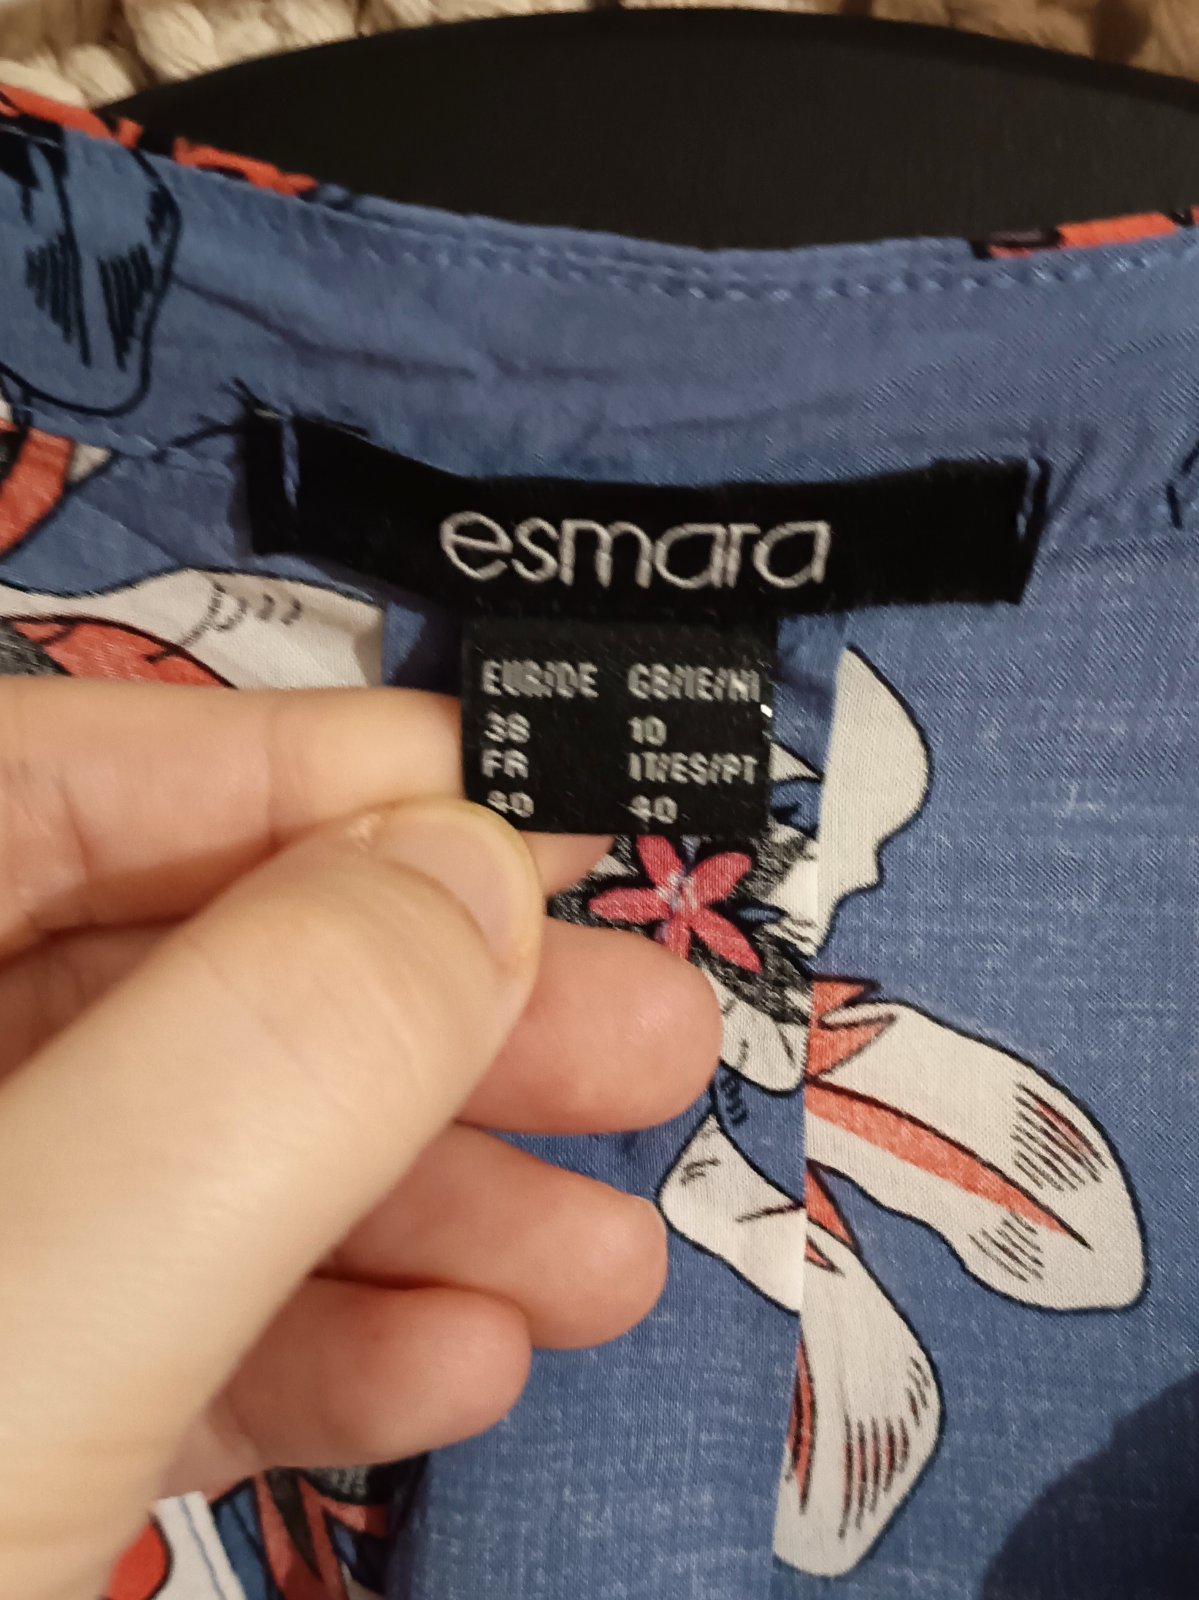 esmara
EUR/DE GB/IE/NI
38 10
FR IT/ES/PT
40 40